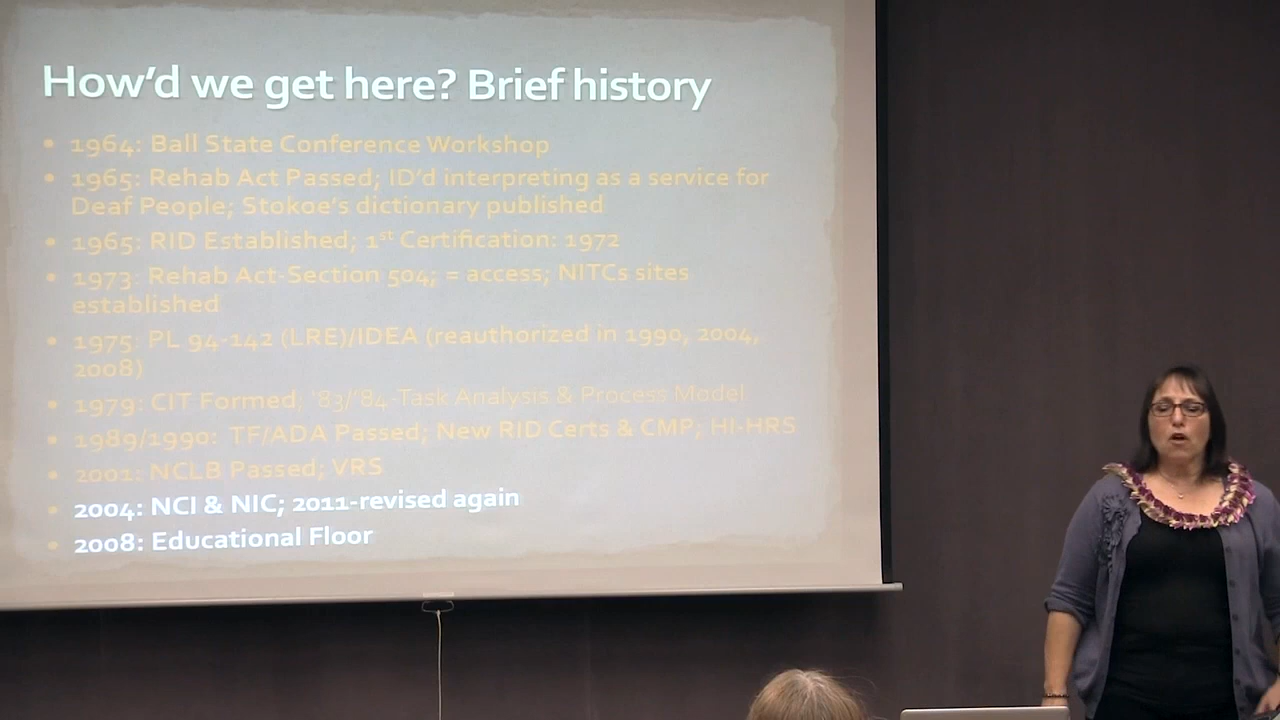 How'd we get here? Brief history
• 1964: Ball State Conference Workshop
• 1965: Rehab Act Passed; ID'd interpreting as a service for
Deaf People; Stokoe's dictionary published
• 1965: RID Established; 1st Certification: 1972
• 1973: Rehab Act-Section 504; = access; NITCs sites
established
• 1975: PL 94-142 (LRE)/IDEA (reauthorized in 1990, 2004,
2008)
• 1979: CIT Formed; '83/'84-Task Analysis & Process Model
• 1989/1990: TF/ADA Passed; New RID Certs & CMP; HI-HRS
• 2001: NCLB Passed; VRS
• 2004: NCI & NIC; 2011-revised again
• 2008: Educational Floor